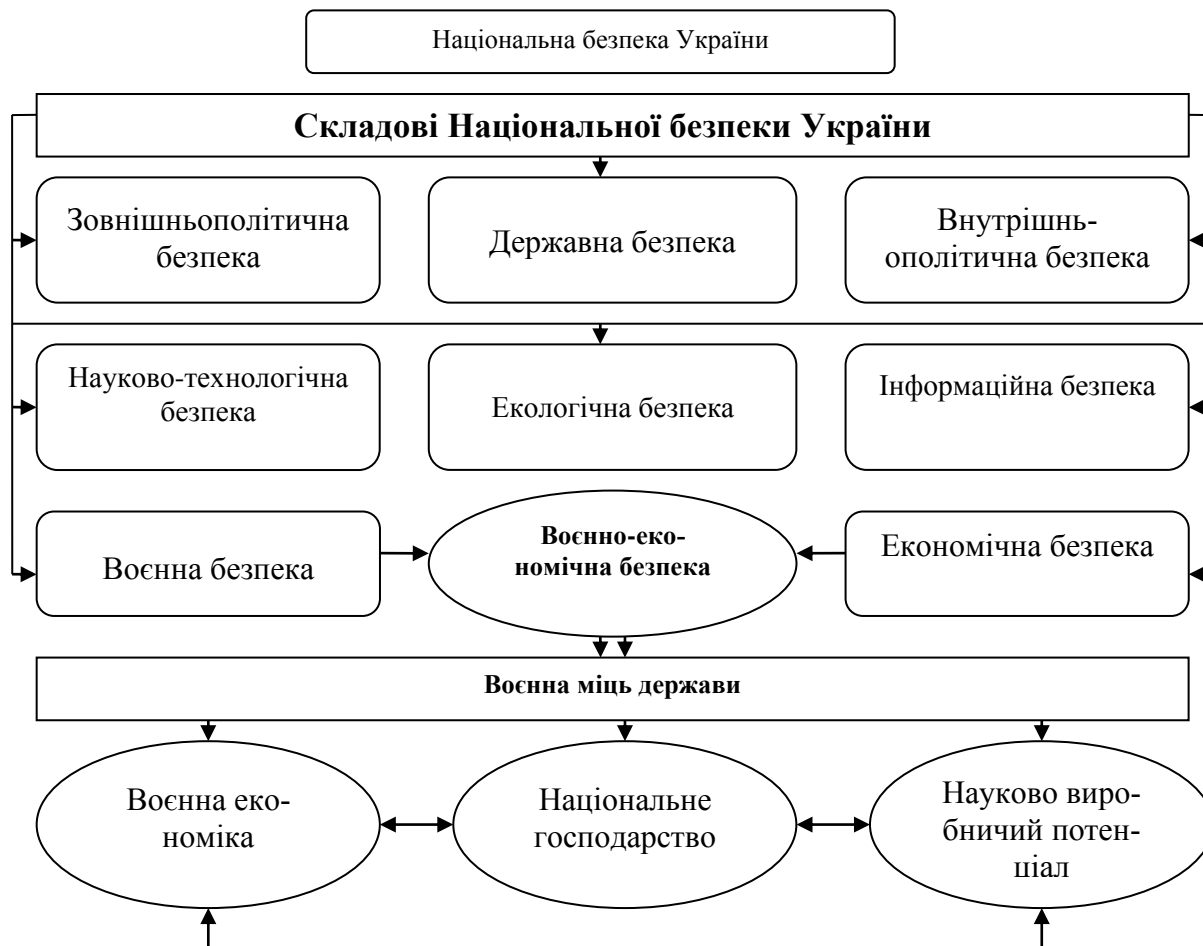 Національна безпека України
Складові Національної безпеки України
Зовнішньополітична
безпека
Державна безпека
Внутрішнь-
ополітична безпека
Науково-технологічна
безпека
Екологічна безпека
Інформаційна безпека
Воєнна безпека
Воєнно-еко-
номічна безпека
Економічна безпека
Воєнна міць держави
Воєнна еко-
номіка
Національне
господарство
Науково виро-
бничий потен-
ціал